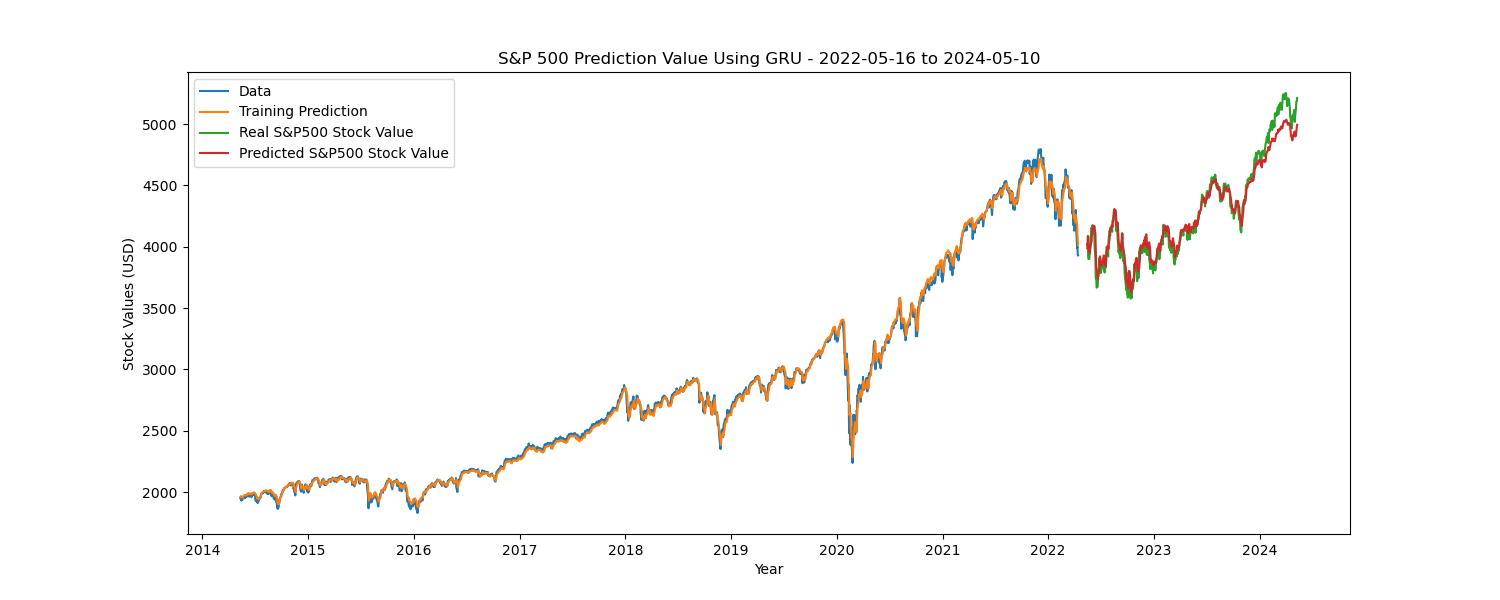 S&P 500 Prediction Value Using GRU - 2022-05-16 to 2024-05-10
Data
Training Prediction
Real S&P500 Stock Value
Predicted S&P500 Stock Value
Stock Values (USD)
5000
4500
4000
3500
3000
2500
2000
2014 2015 2016 2017 2018 2019 2020 2021 2022 2023 2024
Year